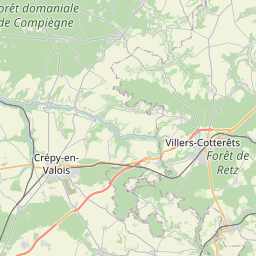 Forêt domaniale
de Compiègne
Villers-Cotterêts
Forêt de
Retz
Crépy-en-
Valois